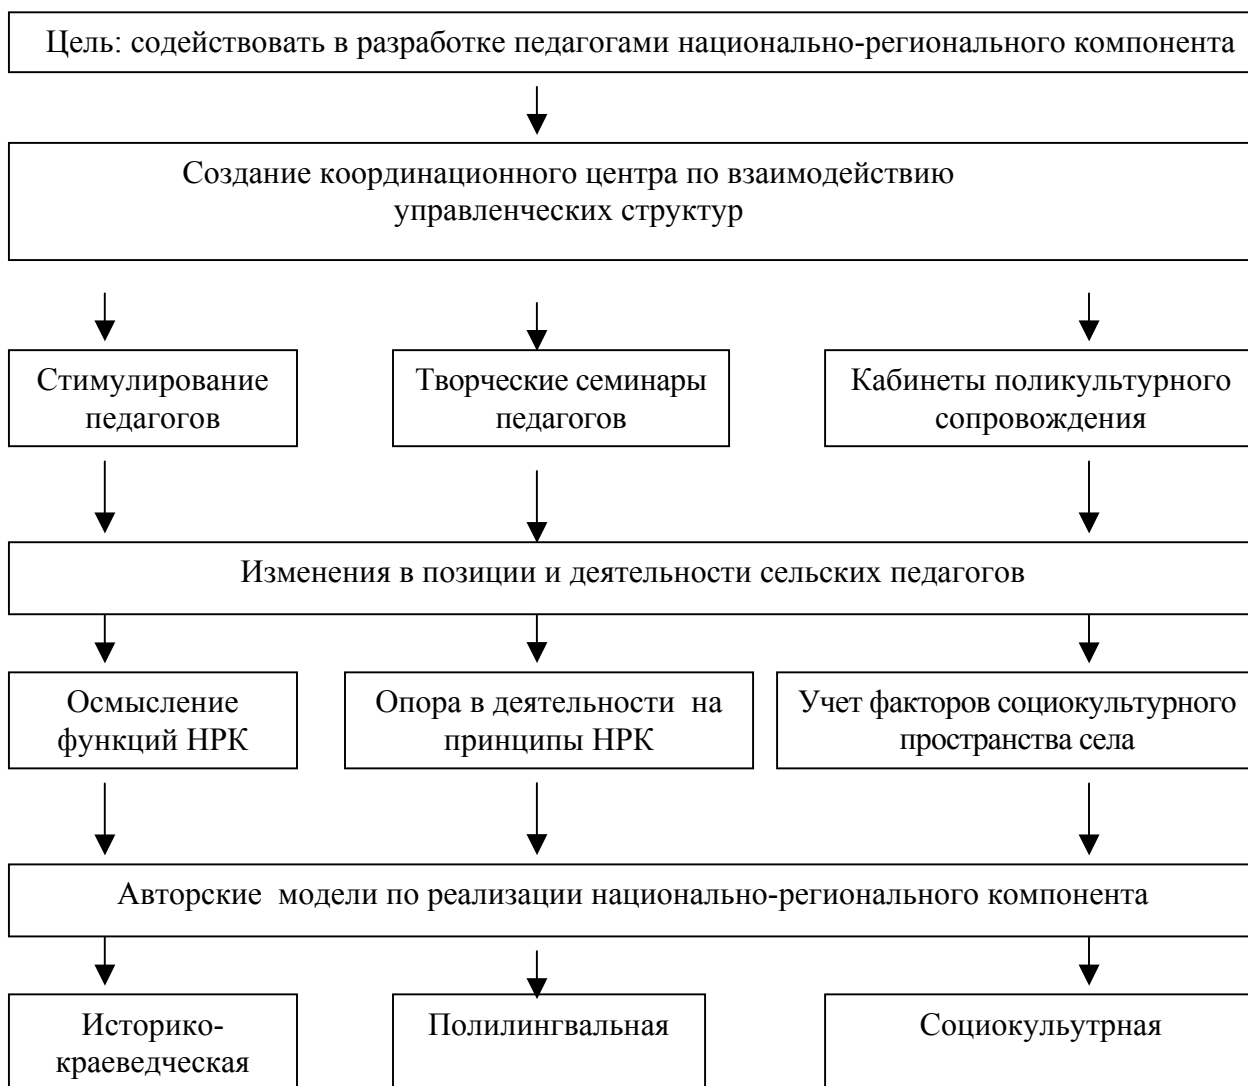 Цель: содействовать в разработке педагогами национально-регионального компонента
Создание координационного центра по взаимодействию
управленческих структур
Стимулирование
педагогов
Творческие семинары
педагогов
Кабинеты поликультурного
сопровождения
Изменения в позиции и деятельности сельских педагогов
Осмысление
функций НРК
Опора в деятельности на
принципы НРК
Учет факторов социокультурного
пространства села
Авторские модели по реализации национально-регионального компонента
Историко-
краеведческая
Полилингвальная
Социокульутрная